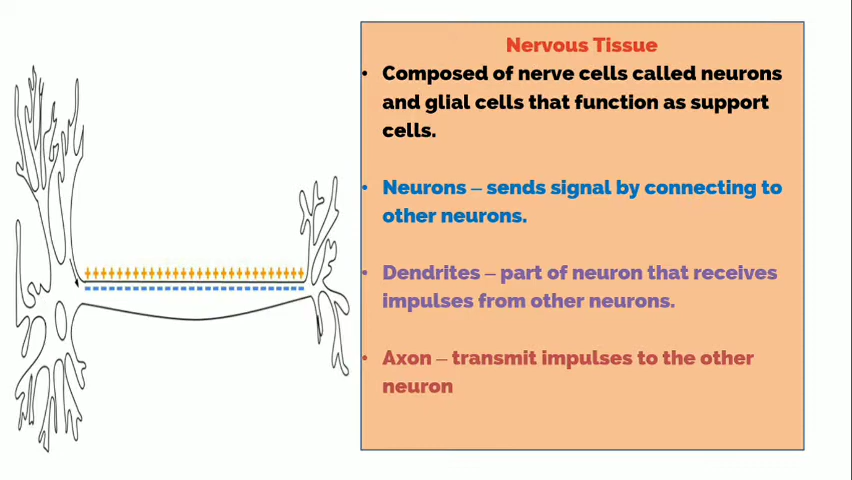 Nervous Tissue
• Composed of nerve cells called neurons
and glial cells that function as support
cells.
• Neurons – sends signal by connecting to
other neurons.
• Dendrites – part of neuron that receives
impulses from other neurons.
• Axon – transmit impulses to the other
neuron